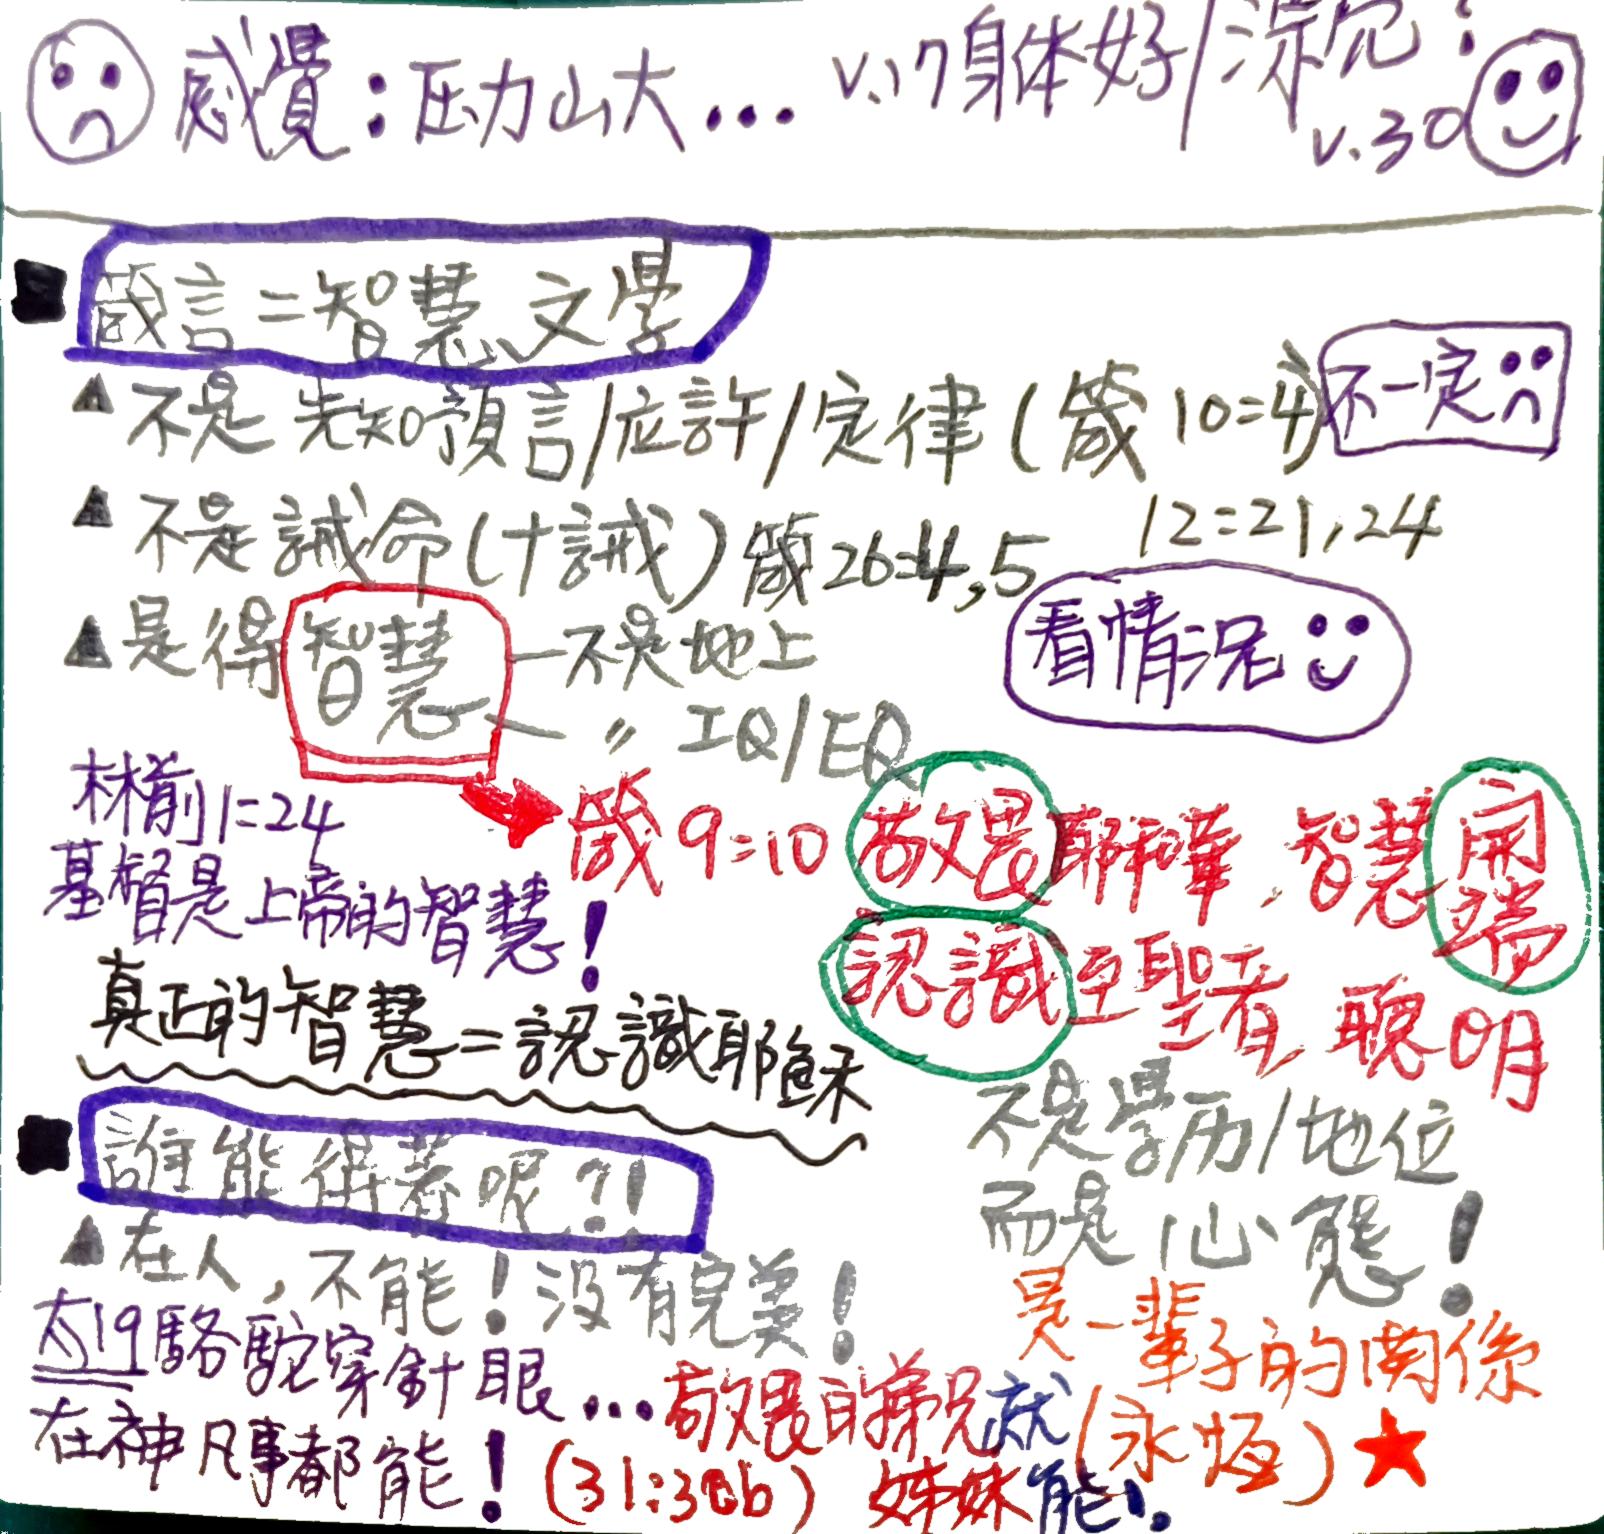 感覺：压力山大... v.17身体好/漂
v.30
箴言=智慧文學
▲不是先知預言/应許/定律(箴10:4) 不一定
12:21,24
▲不是誡命(十誡)箴26:4,5
看情況
▲是得智慧—不是地上
— 〃 IQ/EQ
林前1:24
基督是上帝的智慧!
箴9:10敬畏耶和華,智慧開端
認識至聖者,聰明
真正的智慧=認識耶穌
不是學历/地位
而是心態!
是一輩子的関係
(永恆)★
誰能得著呢?!
▲在人,不能!没有完美!
太19駱駝穿針眼...
在神凡事都能!
敬畏的弟兄就
(31:30b)姊妹能!